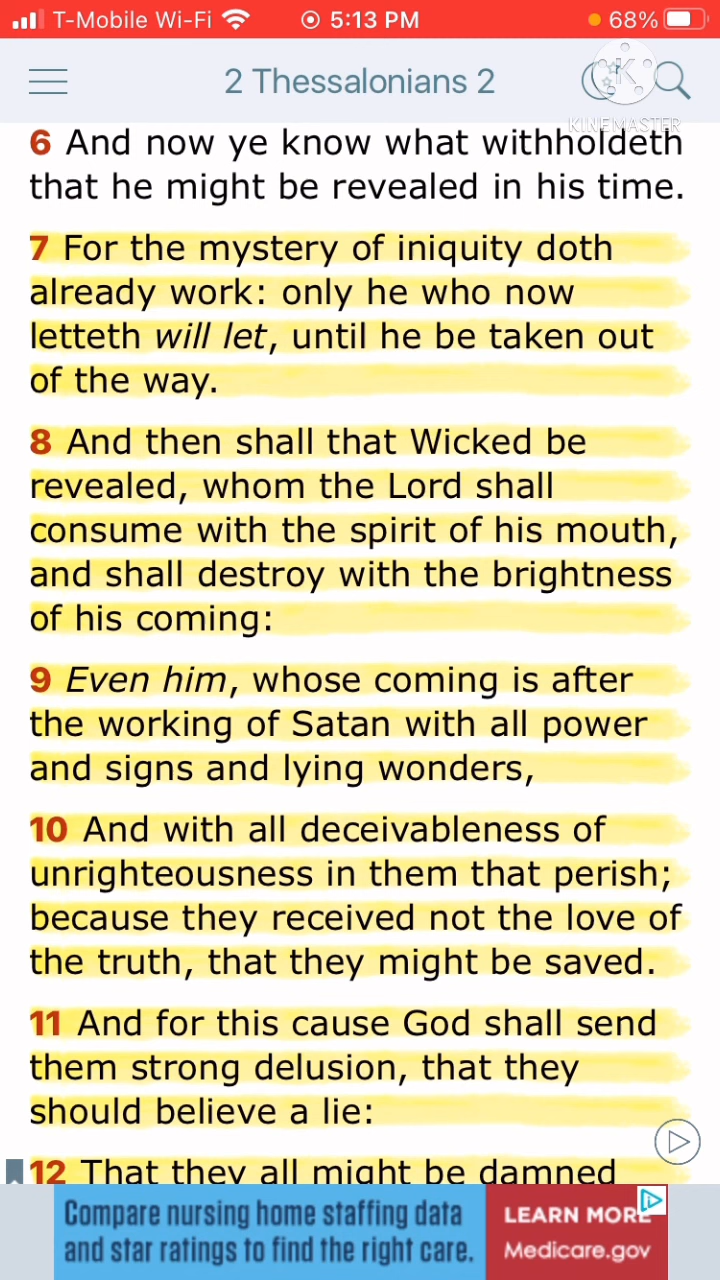 T-Mobile Wi-Fi 5:13 PM 68%
2 Thessalonians 2
K
KINEMASTER
6 And now ye know what withholdeth
that he might be revealed in his time.
7 For the mystery of iniquity doth
already work: only he who now
letteth will let, until he be taken out
of the way.
8 And then shall that Wicked be
revealed, whom the Lord shall
consume with the spirit of his mouth,
and shall destroy with the brightness
of his coming:
9 Even him, whose coming is after
the working of Satan with all power
and signs and lying wonders,
10 And with all deceivableness of
unrighteousness in them that perish;
because they received not the love of
the truth, that they might be saved.
11 And for this cause God shall send
them strong delusion, that they
should believe a lie:
12 That they all might be damned
Compare nursing home staffing data
and star ratings to find the right care.
LEARN MORE
Medicare.gov